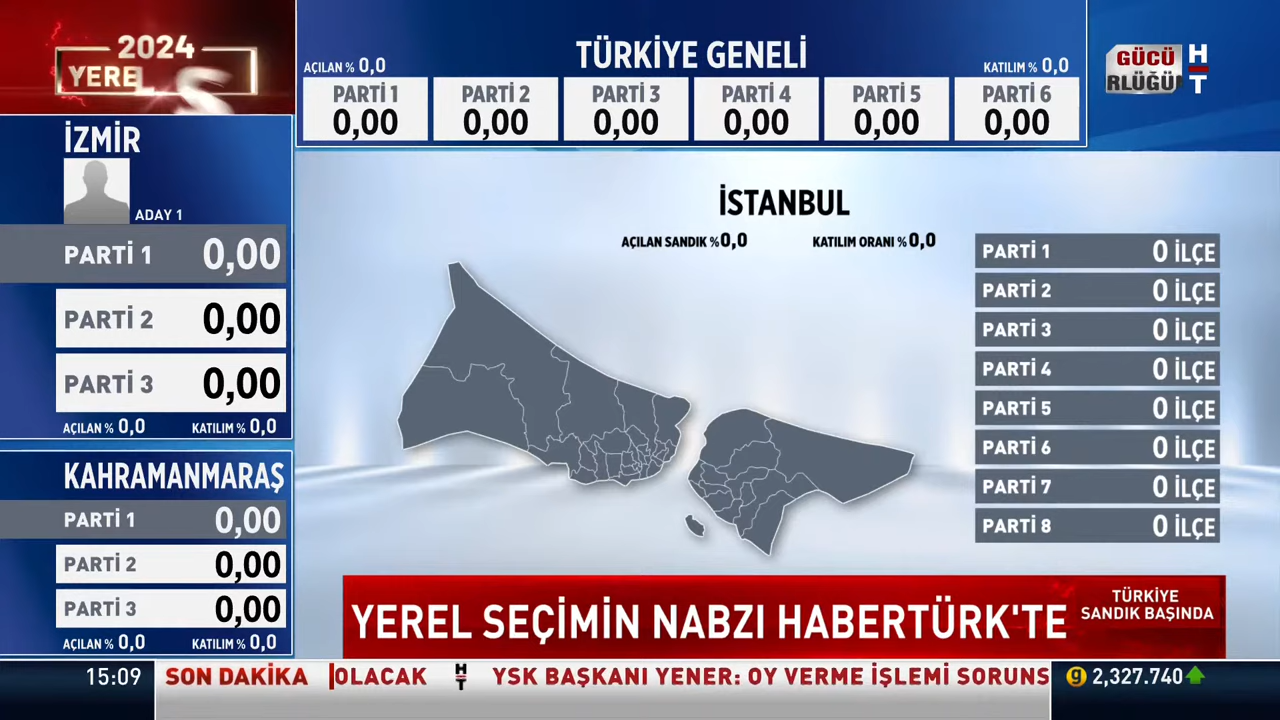 2024
YEREL S
AÇILAN % 0,0
TÜRKİYE GENELİ
KATILIM % 0,0
PARTİ 1
0,00
PARTİ 2
0,00
PARTİ 3
0,00
PARTİ 4
0,00
PARTİ 5
0,00
PARTİ 6
0,00
GÜCÜ
RLÜĞÜ
HT
İZMİR
ADAY 1
PARTİ 1 0,00
PARTİ 2 0,00
PARTİ 3 0,00
AÇILAN % 0,0 KATILIM % 0,0
KAHRAMANMARAŞ
PARTİ 1 0,00
PARTİ 2 0,00
PARTİ 3 0,00
AÇILAN % 0,0 KATILIM % 0,0
İSTANBUL
AÇILAN SANDIK %0,0 KATILIM ORANI %0,0
PARTİ 1 0 İLÇE
PARTİ 2 0 İLÇE
PARTİ 3 0 İLÇE
PARTİ 4 0 İLÇE
PARTİ 5 0 İLÇE
PARTİ 6 0 İLÇE
PARTİ 7 0 İLÇE
PARTİ 8 0 İLÇE
YEREL SEÇİMİN NABZI HABERTÜRK'TE
TÜRKİYE
SANDIK BAŞINDA
15:09 SON DAKİKA OLACAK HT YSK BAŞKANI YENER: OY VERME İŞLEMİ SORUNS g 2,327.740